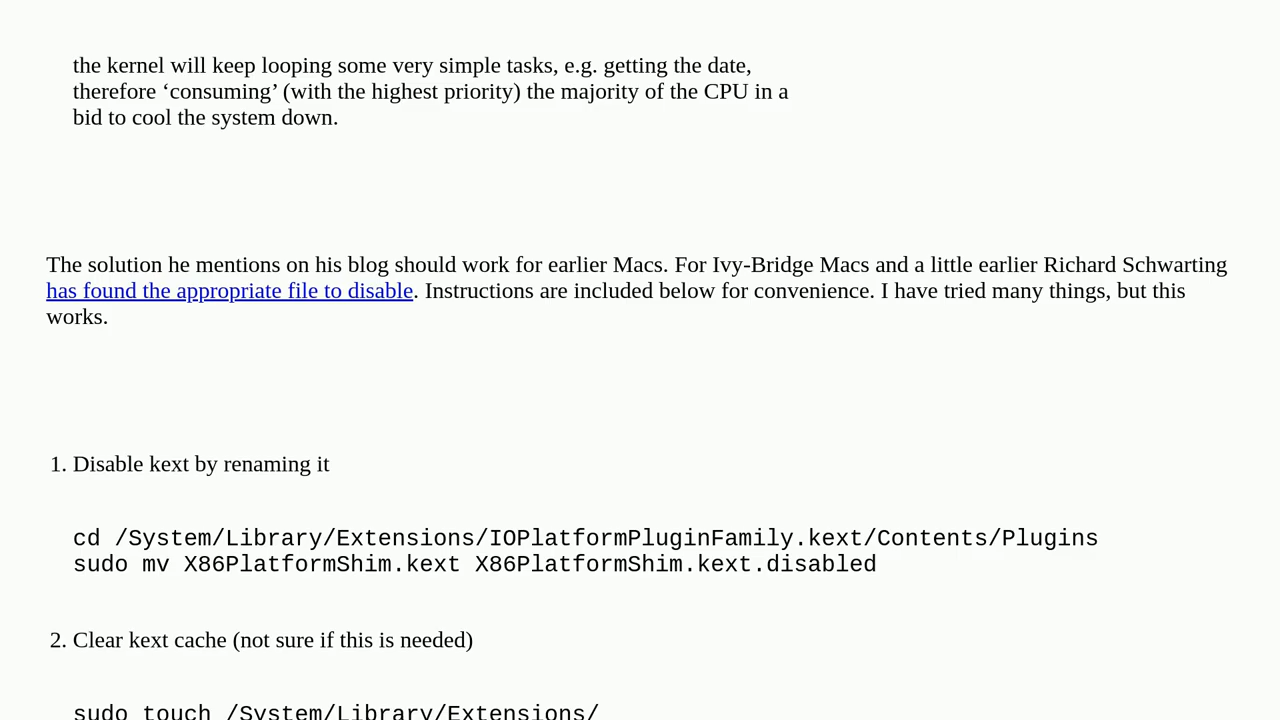 the kernel will keep looping some very simple tasks, e.g. getting the date,
therefore ‘consuming’ (with the highest priority) the majority of the CPU in a
bid to cool the system down.
The solution he mentions on his blog should work for earlier Macs. For Ivy-Bridge Macs and a little earlier Richard Schwarting
has found the appropriate file to disable. Instructions are included below for convenience. I have tried many things, but this
works.
1. Disable kext by renaming it
cd /System/Library/Extensions/IOPlatformPluginFamily.kext/Contents/Plugins
sudo mv X86PlatformShim.kext X86PlatformShim.kext.disabled
2. Clear kext cache (not sure if this is needed)
sudo touch /System/Library/Extensions/